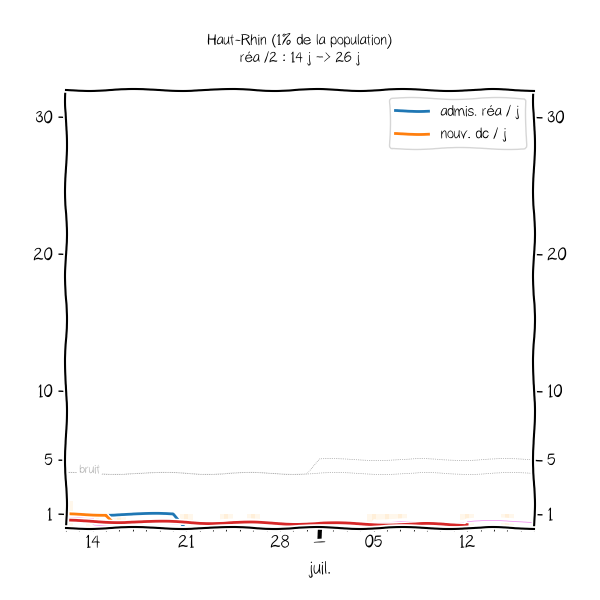 Haut-Rhin (1% de la population)
réa /2 : 14 j -> 26 j
admis. réa / j
nouv. dc / j
30
30
20
20
10
10
5
5
bruit
1
1
14
21
28
05
12
juil.